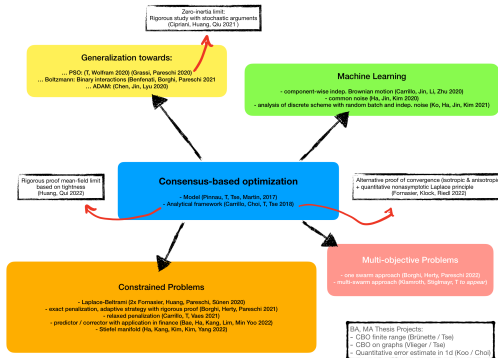 Zero-inertia limit:
Rigorous study with stochastic arguments
(Cipriani, Huang, Qiu 2021 )
Generalization towards:
... PSO: (T, Wolfram 2020) (Grassi, Pareschi 2020)
... Boltzmann: Binary interactions (Benfenati, Borghi, Pareschi 2021
... ADAM: (Chen, Jin, Lyu 2020)
Machine Learning
- component-wise indep. Brownian motion (Carrillo, Jin, Li, Zhu 2020)
- common noise (Ha, Jin, Kim 2020)
- analysis of discrete scheme with random batch and indep. noise (Ko, Ha, Jin, Kim 2021)
Rigorous proof mean-field limit
based on tightness
(Huang, Qui 2022)
Consensus-based optimization
- Model (Pinnau, T, Tse, Martin, 2017)
- Analytical framework (Carrillo, Choi, T, Tse 2018)
Alternative proof of convergence (isotropic & anisotropic)
+ quantitative nonasymptotic Laplace principle
(Fornasier, Klock, Riedl 2022)
Constrained Problems
- Laplace-Beltrami (2x Fornasier, Huang, Pareschi, Sünen 2020)
- exact penalization, adaptive strategy with rigorous proof (Borghi, Herty, Pareschi 2021)
- relaxed penalization (Carrillo, T, Vaes 2021)
- predictor / corrector with application in finance (Bae, Ha, Kang, Lim, Min Yoo 2022)
- Stiefel manifold (Ha, Kang, Kim, Kim, Yang 2022)
Multi-objective Problems
- one swarm approach (Borghi, Herty, Pareschi 2022)
- multi-swarm approach (Klamroth, Stiglmayr, T to appear)
BA, MA Thesis Projects:
- CBO finite range (Brünette / Tse)
- CBO on graphs (Vlieger / Tse)
- Quantitative error estimate in 1d (Koo / Choi)